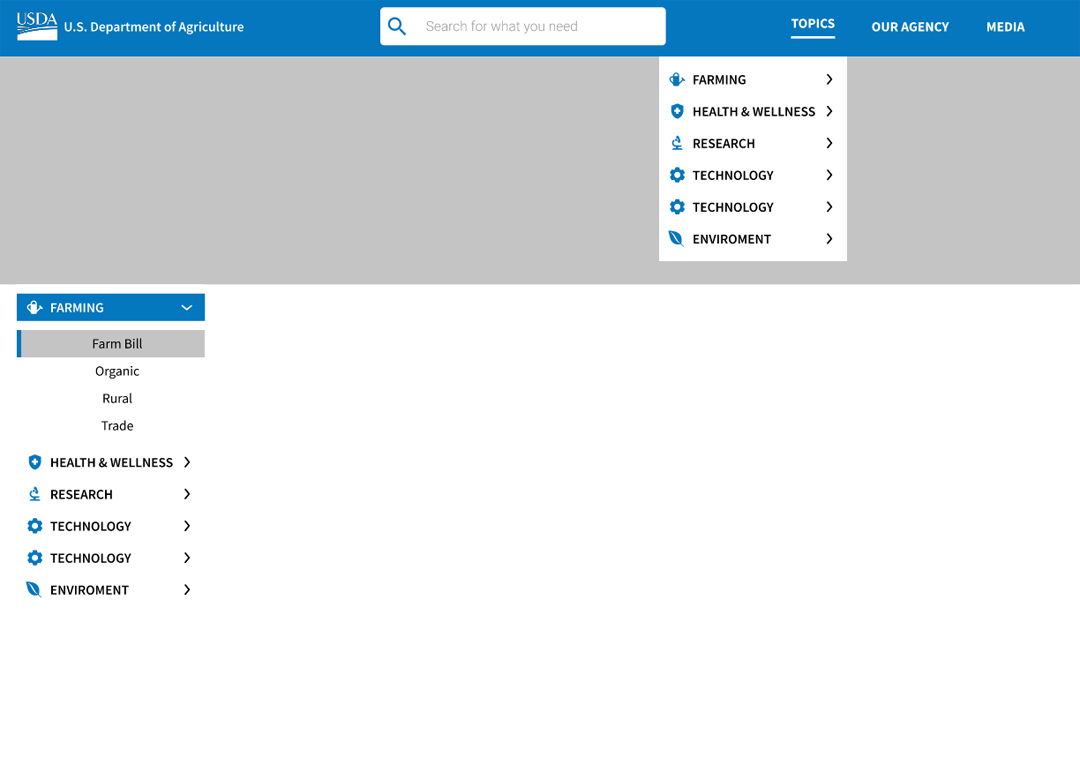 USDA
U.S. Department of Agriculture
Search for what you need
TOPICS
OUR AGENCY
MEDIA
FARMING
HEALTH & WELLNESS
RESEARCH
TECHNOLOGY
TECHNOLOGY
ENVIROMENT
FARMING
Farm Bill
Organic
Rural
Trade
HEALTH & WELLNESS
RESEARCH
TECHNOLOGY
TECHNOLOGY
ENVIROMENT